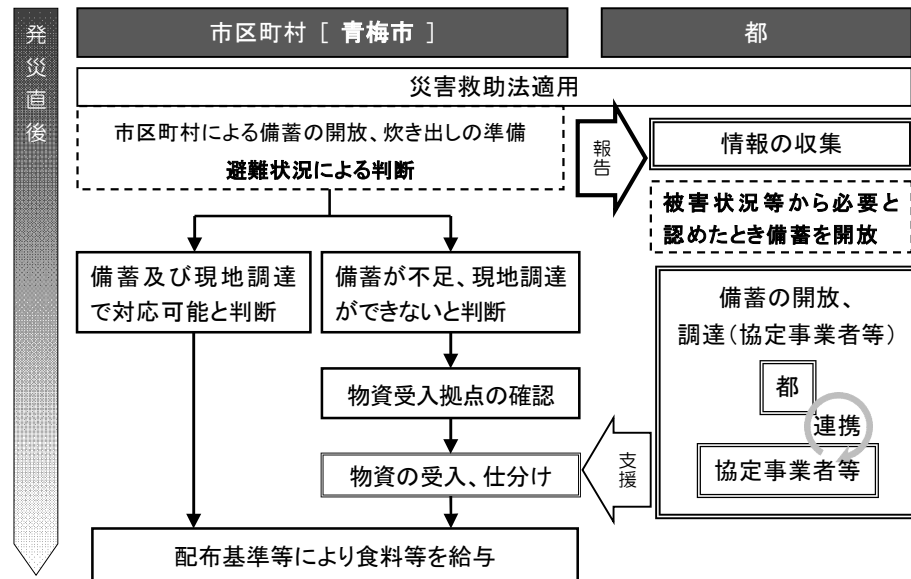 発災直後
市区町村［ 青梅市 ］
都
災害救助法適用
市区町村による備蓄の開放、炊き出しの準備
避難状況による判断
報告
情報の収集
被害状況等から必要と
認めたとき備蓄を開放
備蓄及び現地調達
で対応可能と判断
備蓄が不足、現地調達
ができないと判断
備蓄の開放、
調達（協定事業者等）
都
連携
協定事業者等
物資受入拠点の確認
支援
物資の受入、仕分け
配布基準等により食料等を給与